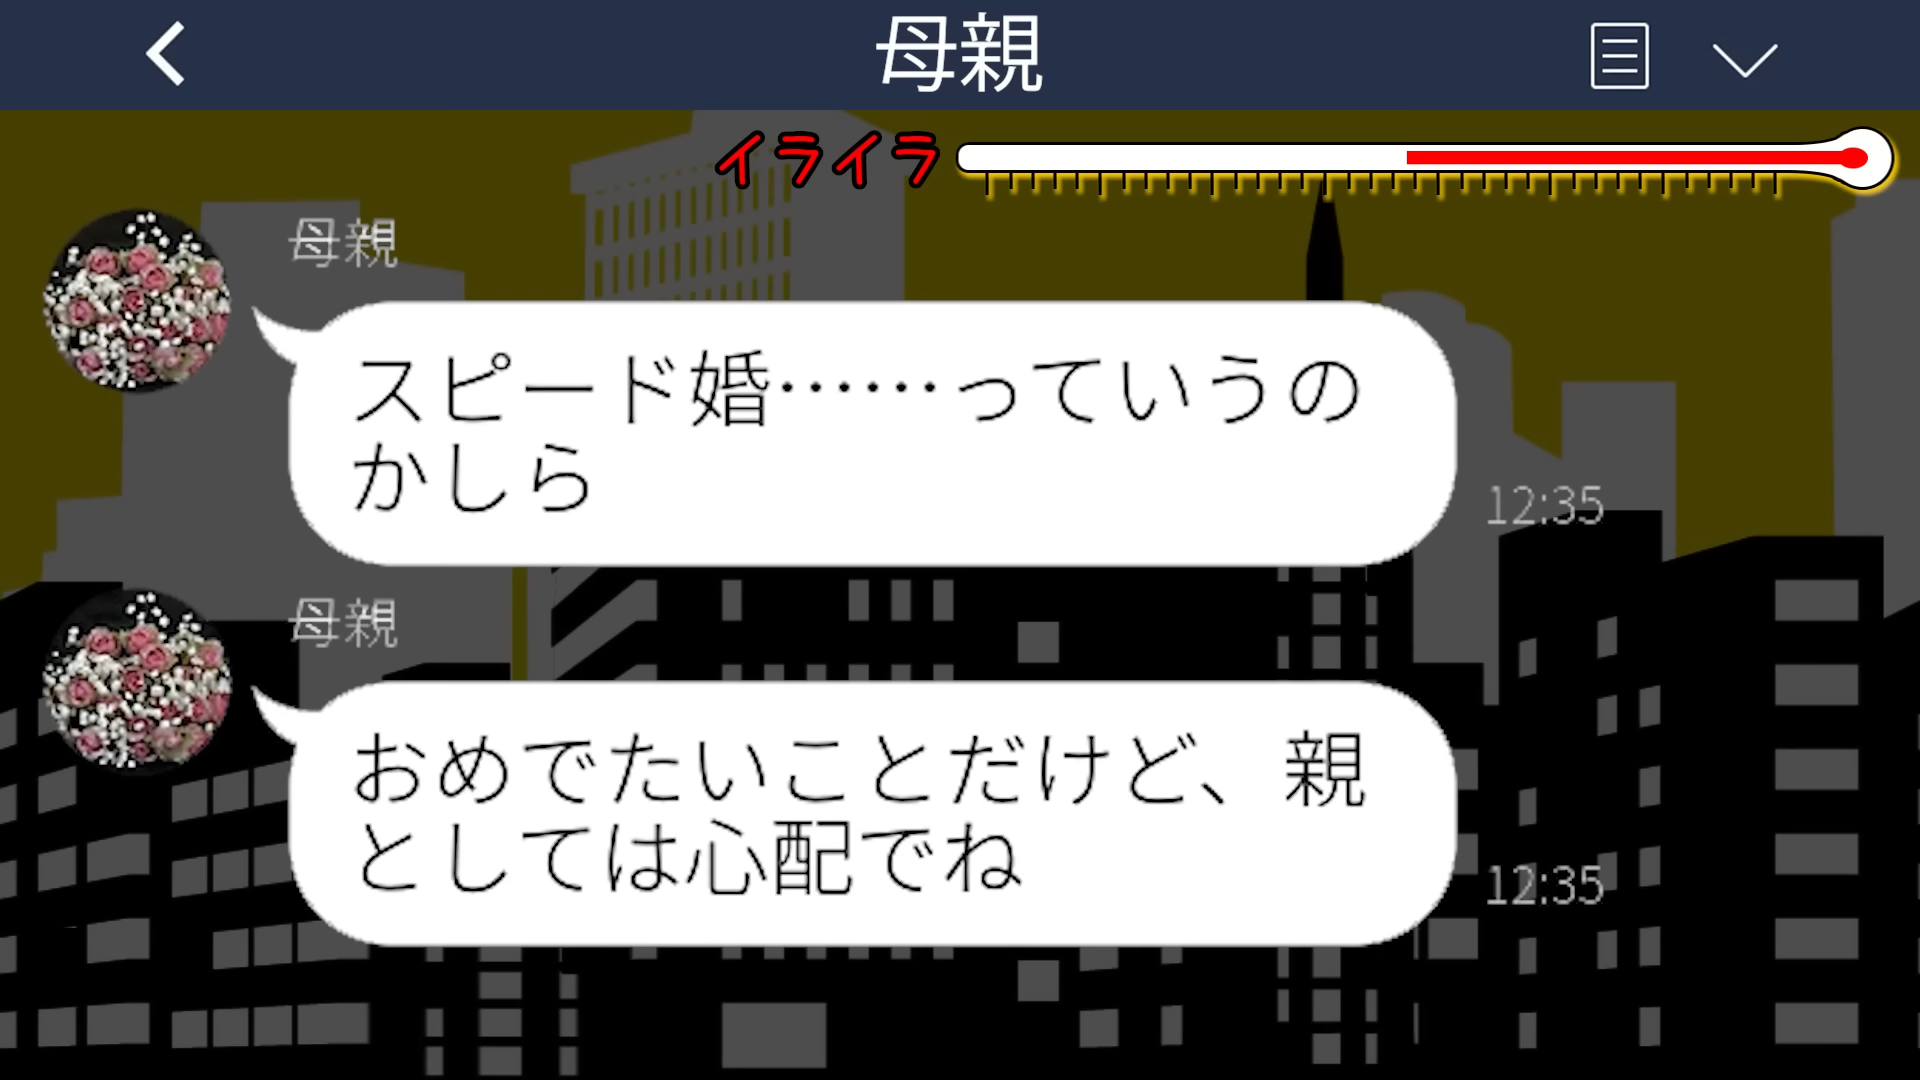 母親
イライラ
母親
スピード婚……っていうの
かしら
12:35
母親
おめでたいことだけど、親
としては心配でね
12:35